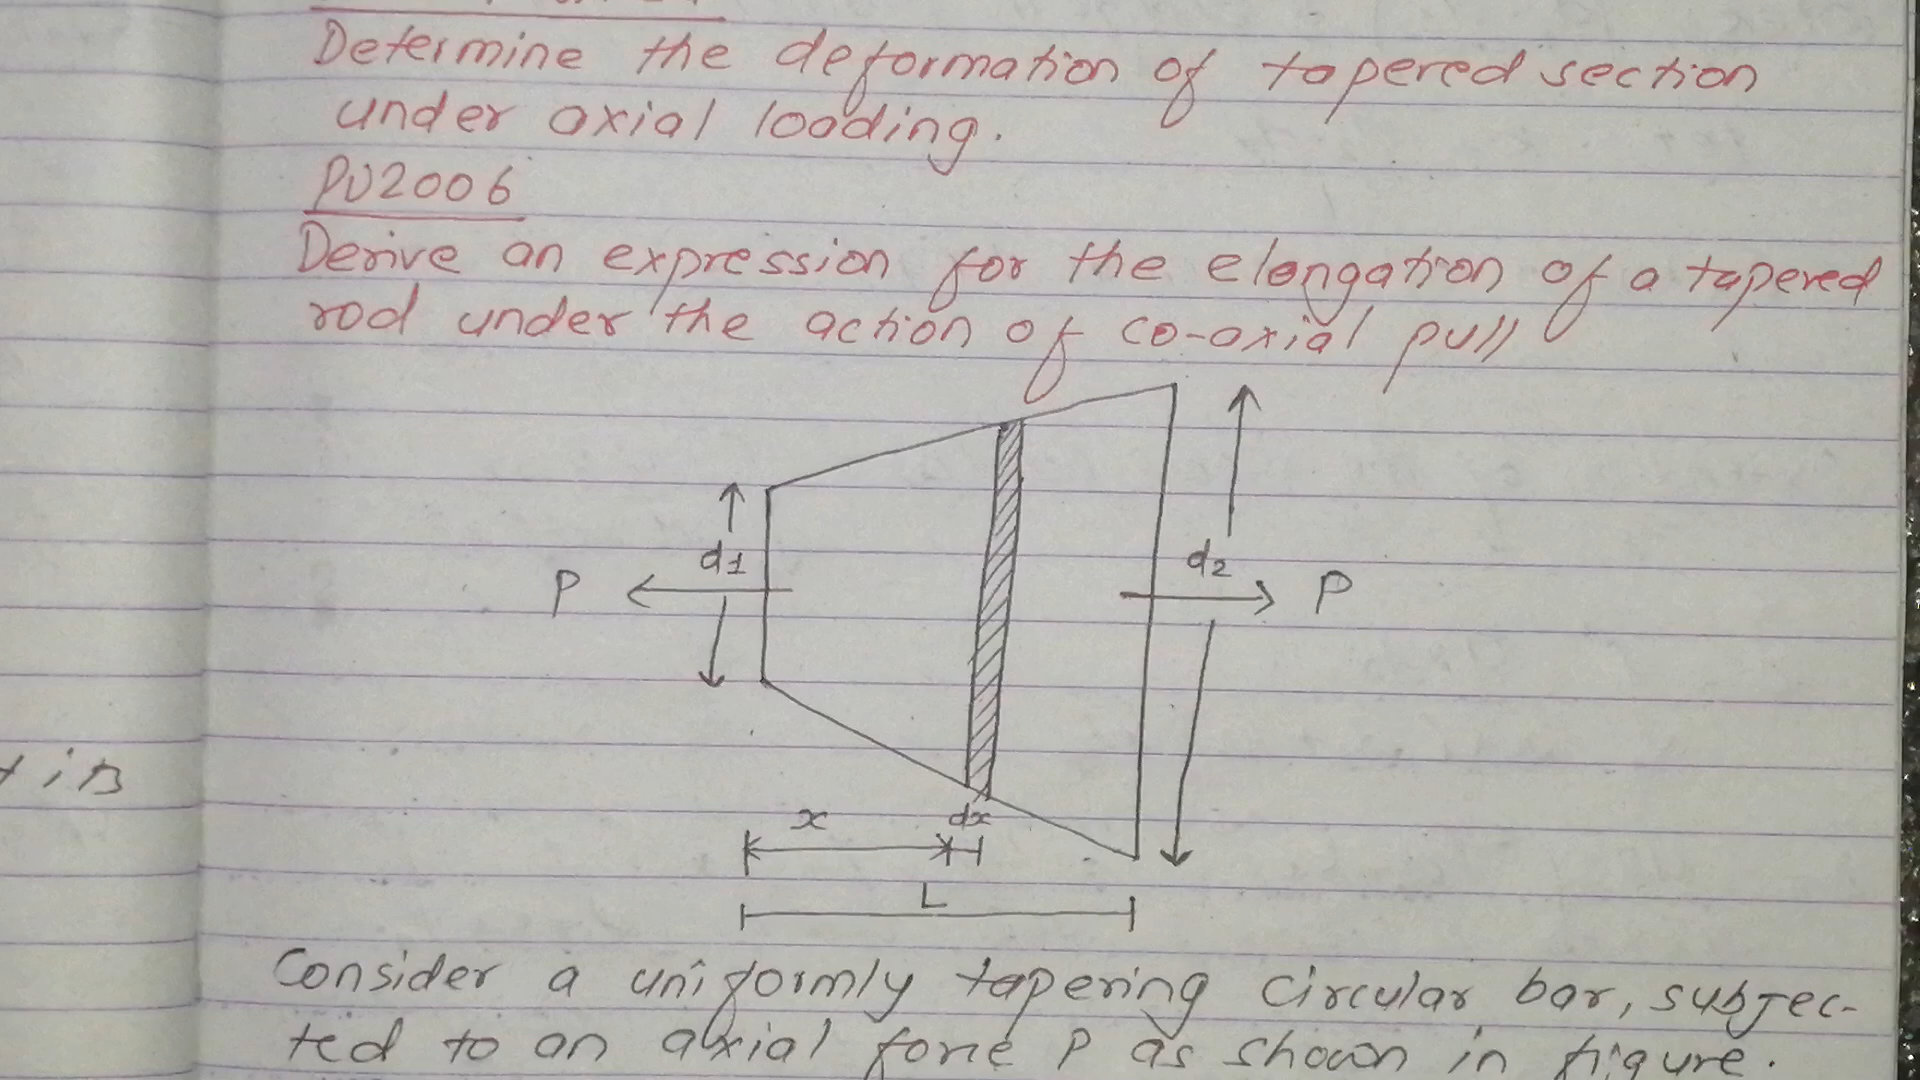 Determine the deformation of tapered section
under axial loading.
PU2006
Derive an expression for the elongation of a tapered
rod under the action of co-axial pull
d1
d2
P
P
x
dx
L
t is
Consider a uniformly tapering circular bar, subjec-
ted to an axial force P as shown in figure.